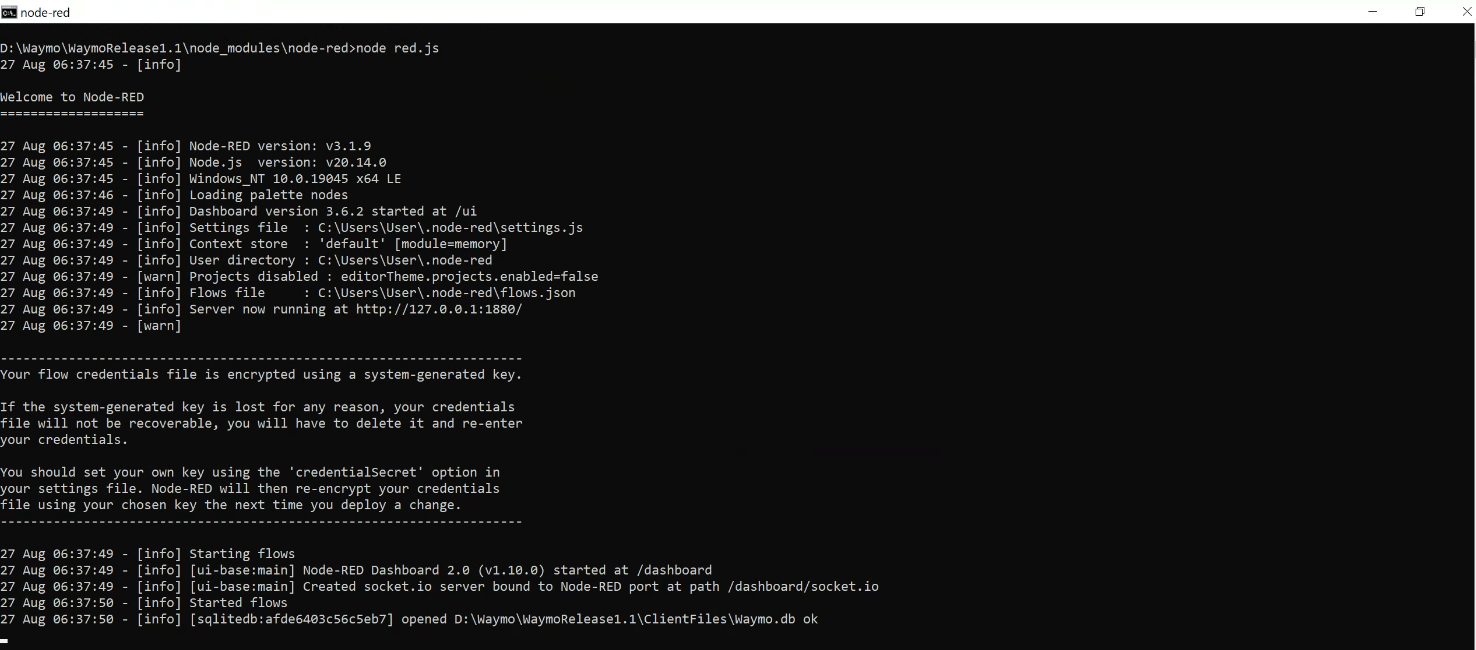 node-red
D:\Waymo\WaymoRelease1.1\node_modules\node-red>node red.js
27 Aug 06:37:45 - [info]
Welcome to Node-RED
===================
27 Aug 06:37:45 - [info] Node-RED version: v3.1.9
27 Aug 06:37:45 - [info] Node.js  version: v20.14.0
27 Aug 06:37:45 - [info] Windows_NT 10.0.19045 x64 LE
27 Aug 06:37:46 - [info] Loading palette nodes
27 Aug 06:37:49 - [info] Dashboard version 3.6.2 started at /ui
27 Aug 06:37:49 - [info] Settings file  : C:\Users\User\.node-red\settings.js
27 Aug 06:37:49 - [info] Context store  : 'default' [module=memory]
27 Aug 06:37:49 - [info] User directory : C:\Users\User\.node-red
27 Aug 06:37:49 - [warn] Projects disabled : editorTheme.projects.enabled=false
27 Aug 06:37:49 - [info] Flows file     : C:\Users\User\.node-red\flows.json
27 Aug 06:37:49 - [info] Server now running at http://127.0.0.1:1880/
27 Aug 06:37:49 - [warn]
---------------------------------------------------------------------
Your flow credentials file is encrypted using a system-generated key.
If the system-generated key is lost for any reason, your credentials
file will not be recoverable, you will have to delete it and re-enter
your credentials.
You should set your own key using the 'credentialSecret' option in
your settings file. Node-RED will then re-encrypt your credentials
file using your chosen key the next time you deploy a change.
---------------------------------------------------------------------
27 Aug 06:37:49 - [info] Starting flows
27 Aug 06:37:49 - [info] [ui-base:main] Node-RED Dashboard 2.0 (v1.10.0) started at /dashboard
27 Aug 06:37:49 - [info] [ui-base:main] Created socket.io server bound to Node-RED port at path /dashboard/socket.io
27 Aug 06:37:50 - [info] Started flows
27 Aug 06:37:50 - [info] [sqlitedb:afde6403c56c5eb7] opened D:\Waymo\WaymoRelease1.1\ClientFiles\Waymo.db ok